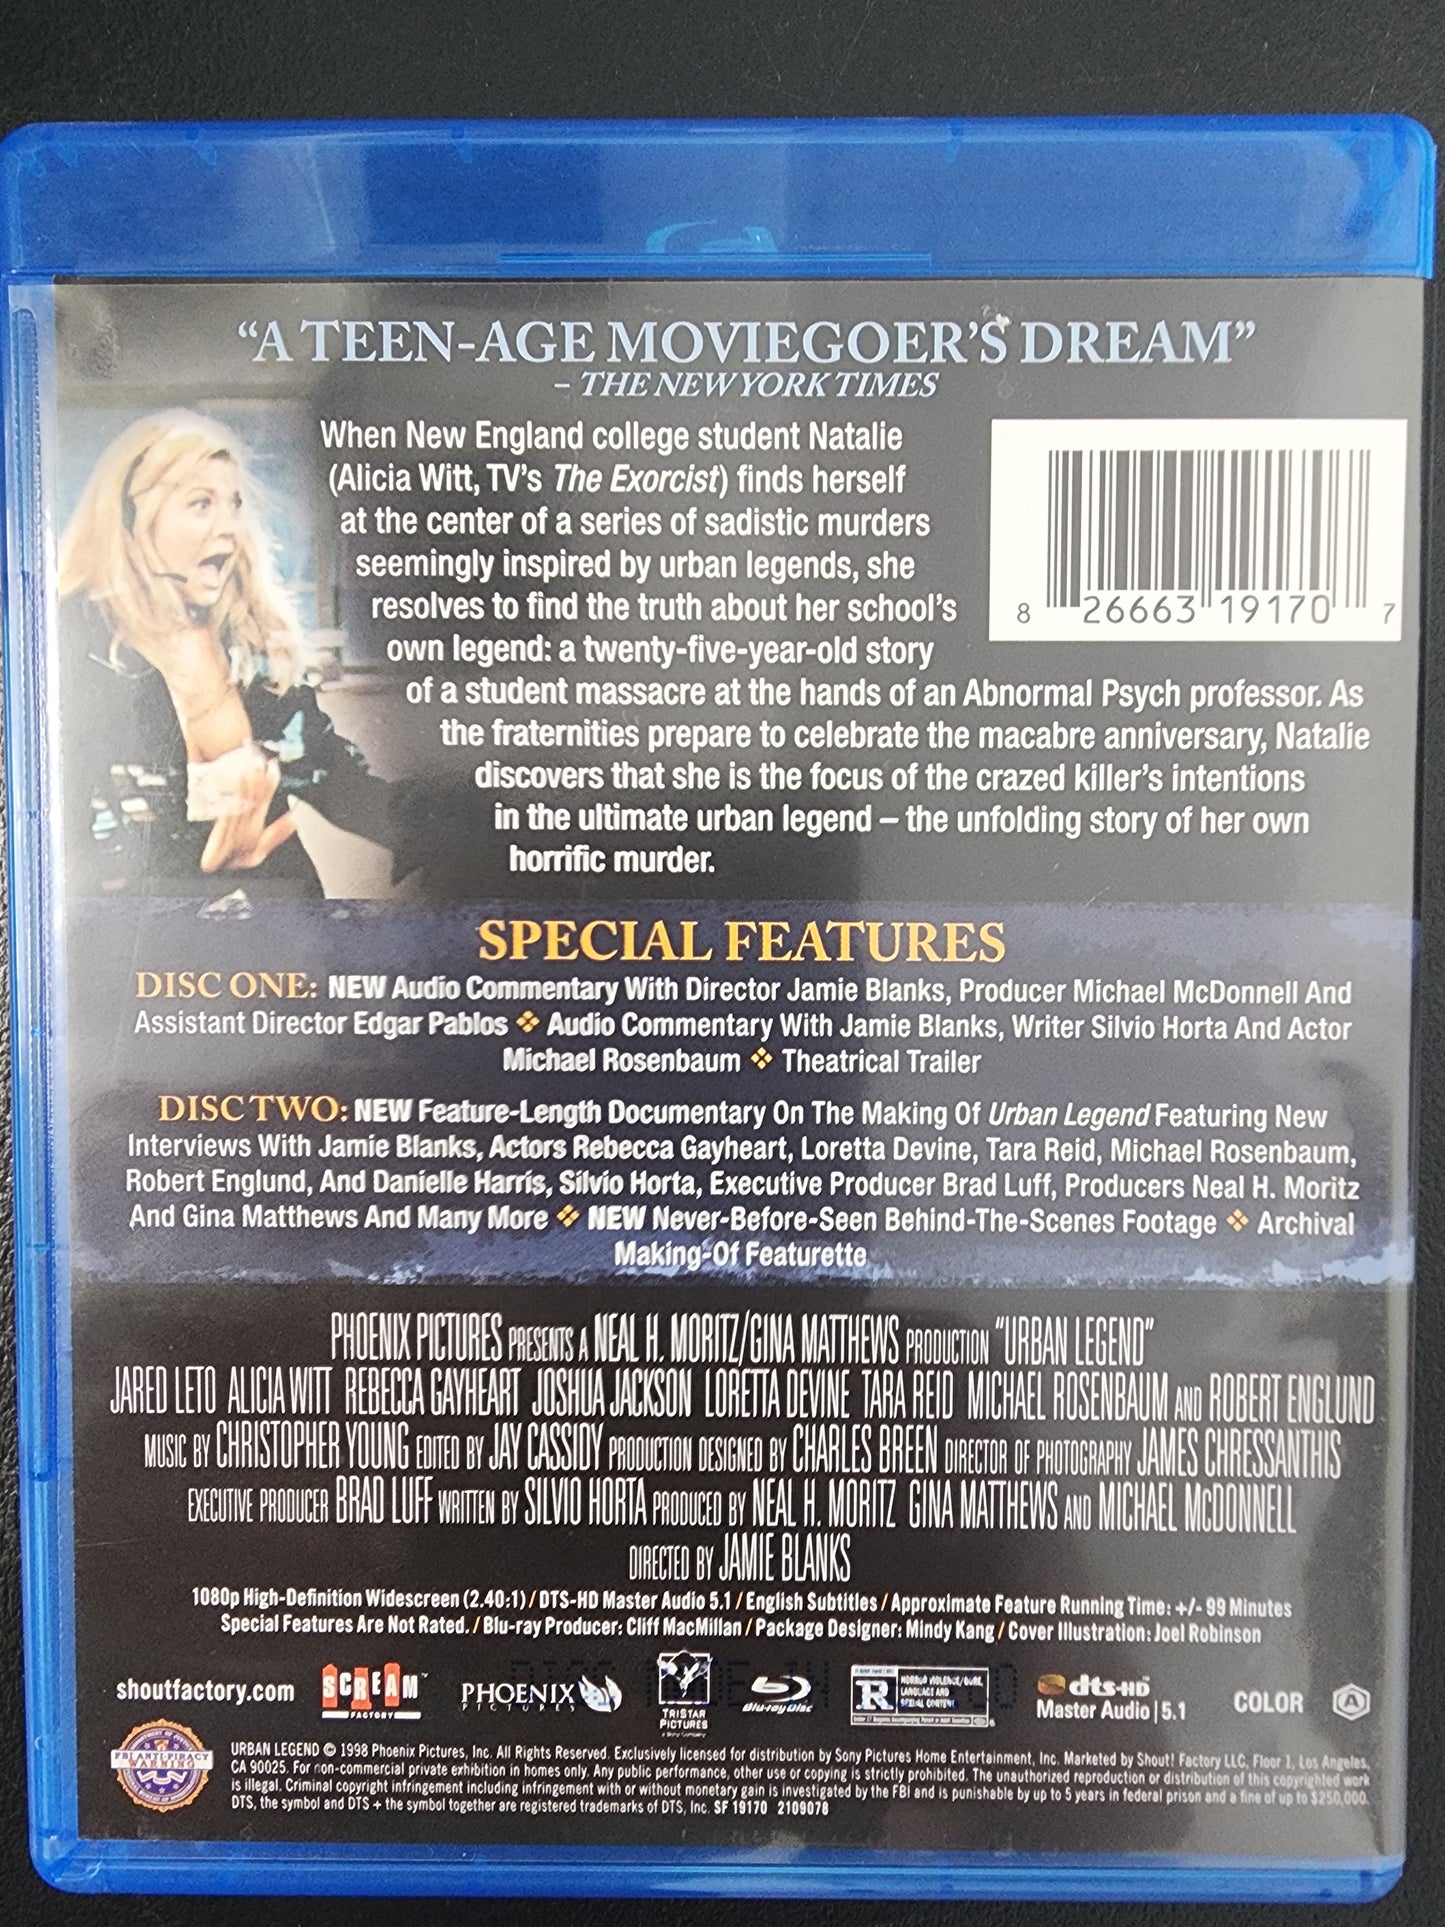 “A TEEN-AGE MOVIEGOER’S DREAM”
– THE NEW YORK TIMES
When New England college student Natalie
(Alicia Witt, TV’s The Exorcist) finds herself
at the center of a series of sadistic murders
seemingly inspired by urban legends, she
resolves to find the truth about her school’s
own legend: a twenty-five-year-old story
of a student massacre at the hands of an Abnormal Psych professor. As
the fraternities prepare to celebrate the macabre anniversary, Natalie
discovers that she is the focus of the crazed killer’s intentions
in the ultimate urban legend – the unfolding story of her own
horrific murder.
8 26663 19170 7
SPECIAL FEATURES
DISC ONE: NEW Audio Commentary With Director Jamie Blanks, Producer Michael McDonnell And
Assistant Director Edgar Pablos ❖ Audio Commentary With Jamie Blanks, Writer Silvio Horta And Actor
Michael Rosenbaum ❖ Theatrical Trailer
DISC TWO: NEW Feature-Length Documentary On The Making Of Urban Legend Featuring New
Interviews With Jamie Blanks, Actors Rebecca Gayheart, Loretta Devine, Tara Reid, Michael Rosenbaum,
Robert Englund, And Danielle Harris, Silvio Horta, Executive Producer Brad Luff, Producers Neal H. Moritz
And Gina Matthews And Many More ❖ NEW Never-Before-Seen Behind-The-Scenes Footage ❖ Archival
Making-Of Featurette
PHOENIX PICTURES PRESENTS A NEAL H. MORITZ/GINA MATTHEWS PRODUCTION “URBAN LEGEND”
JARED LETO ALICIA WITT REBECCA GAYHEART JOSHUA JACKSON LORETTA DEVINE TARA REID MICHAEL ROSENBAUM AND ROBERT ENGLUND
MUSIC BY CHRISTOPHER YOUNG EDITED BY JAY CASSIDY PRODUCTION DESIGNED BY CHARLES BREEN DIRECTOR OF PHOTOGRAPHY JAMES CHRESSANTHIS
EXECUTIVE PRODUCER BRAD LUFF WRITTEN BY SILVIO HORTA PRODUCED BY NEAL H. MORITZ GINA MATTHEWS AND MICHAEL MCDONNELL
DIRECTED BY JAMIE BLANKS
1080p High-Definition Widescreen (2.40:1) / DTS-HD Master Audio 5.1 / English Subtitles / Approximate Feature Running Time: +/- 99 Minutes
Special Features Are Not Rated. / Blu-ray Producer: Cliff MacMillan / Package Designer: Mindy Kang / Cover Illustration: Joel Robinson
shoutfactory.com
SCREAM™
FACTORY
PHOENIX
PICTURES
TRISTAR
PICTURES
a Sony Company
Blu-ray Disc
R
HORROR VIOLENCE/GORE,
LANGUAGE AND
SEXUAL CONTENT
dts-HD
Master Audio | 5.1
COLOR
A
FBI ANTI-PIRACY
WARNING
URBAN LEGEND © 1998 Phoenix Pictures, Inc. All Rights Reserved. Exclusively licensed for distribution by Sony Pictures Home Entertainment, Inc. Marketed by Shout! Factory LLC, Floor 1, Los Angeles,
CA 90025. For non-commercial private exhibition in homes only. Any public performance, other use or copying is strictly prohibited. The unauthorized reproduction or distribution of this copyrighted work
is illegal. Criminal copyright infringement including infringement with or without monetary gain is investigated by the FBI and is punishable by up to 5 years in federal prison and a fine of up to $250,000.
DTS, the symbol and DTS + the symbol together are registered trademarks of DTS, Inc. SF 19170 2109078